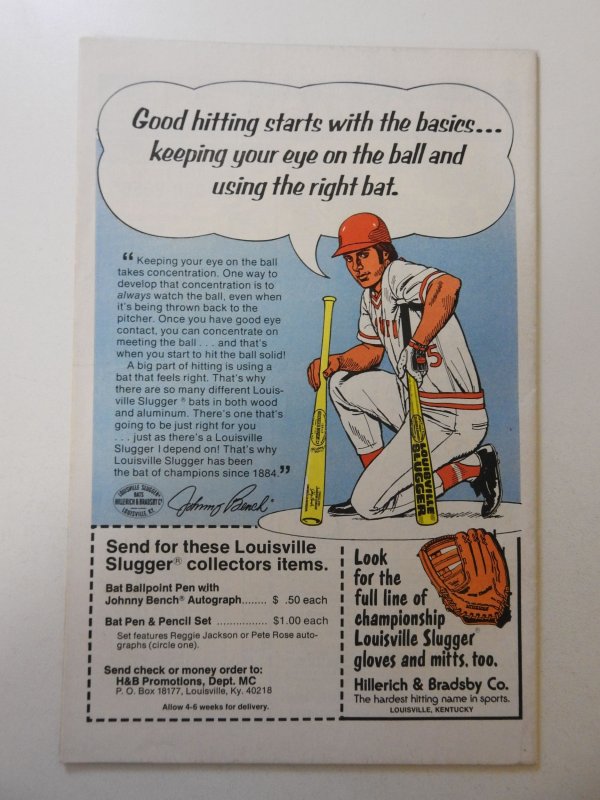 Good hitting starts with the basics...
keeping your eye on the ball and
using the right bat.
“Keeping your eye on the ball
takes concentration. One way to
develop that concentration is to
always watch the ball, even when
it's being thrown back to the
pitcher. Once you have good eye
contact, you can concentrate on
meeting the ball . . . and that's
when you start to hit the ball solid!
A big part of hitting is using a
bat that feels right. That's why
there are so many different Louis-
ville Slugger ® bats in both wood
and aluminum. There's one that's
going to be just right for you
. . . just as there's a Louisville
Slugger I depend on! That's why
Louisville Slugger has been
the bat of champions since 1884.”
LOUISVILLE SLUGGER
BATS
HILLERICH & BRADSBY Co
LOUISVILLE, KY.
Johnny Bench
5
LOUISVILLE
SLUGGER
Send for these Louisville
Slugger® collectors items.
Bat Ballpoint Pen with
Johnny Bench® Autograph........ $ .50 each
Bat Pen & Pencil Set ................. $1.00 each
Set features Reggie Jackson or Pete Rose auto-
graphs (circle one).
Send check or money order to:
H&B Promotions, Dept. MC
P. O. Box 18177, Louisville, Ky. 40218
Allow 4-6 weeks for delivery.
Look
for the
full line of
championship
Louisville Slugger®
gloves and mitts, too.
Hillerich & Bradsby Co.
The hardest hitting name in sports.
LOUISVILLE, KENTUCKY